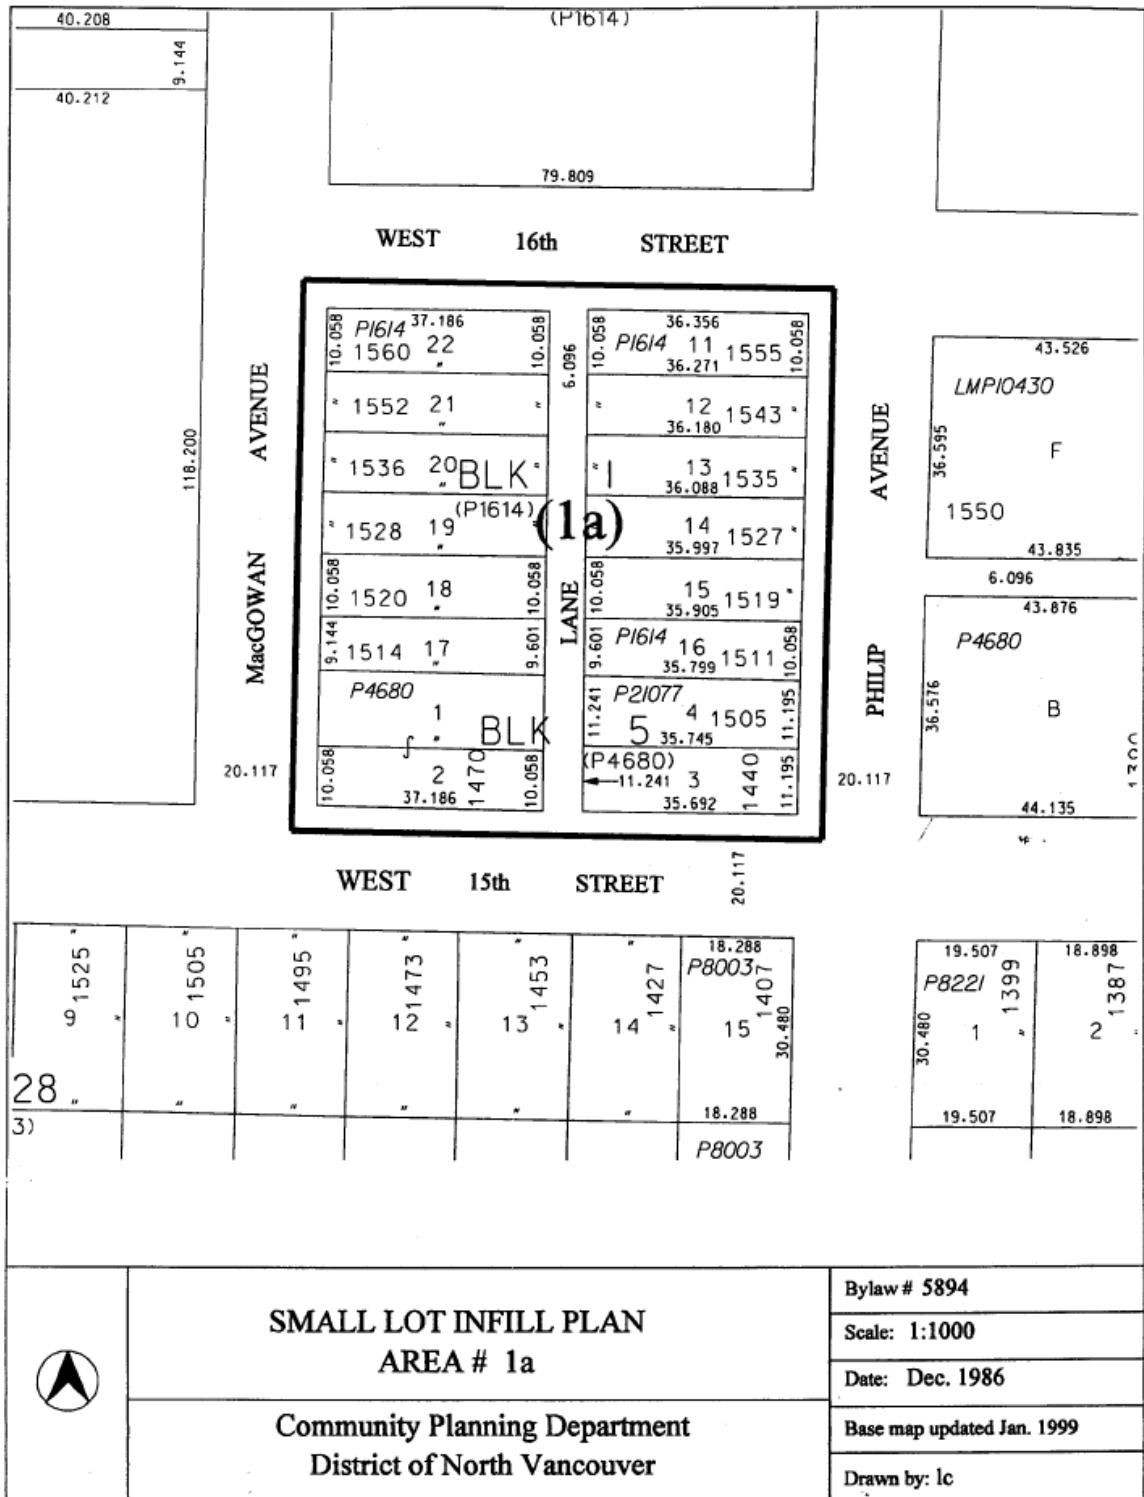 40.208
(P1614)
9.144
40.212
79.809
WEST 16th STREET
118.200
MacGOWAN AVENUE
10.058 P1614 37.186 10.058
1560 22 "
" 1552 21 " "
" 1536 20 " "
BLK 1
(P1614)
(1a)
" 1528 19 " "
10.058 1520 18 " 10.058
9.144 1514 17 " 9.601
P4680
1 "
BLK 5
(P4680)
10.058 2 1470 10.058
37.186
6.096
LANE
36.356
10.058 P1614 11 1555 10.058
36.271
" 12 1543 "
36.180
" 13 1535 "
36.088
14 1527 "
35.997
10.058 15 1519 "
35.905
9.601 P1614 16 1511 10.058
35.799
11.241 P21077 4 1505 11.195
35.745
11.241 3 1440 11.195
35.692
20.117
PHILIP AVENUE
20.117
43.526
LMP10430
36.595 F
1550
43.835
6.096
43.876
P4680
36.576 B
44.135
WEST 15th STREET
20.117
" " " " " " 18.288
P8003
9 1525 "
10 1505 "
11 1495 "
12 1473 "
13 1453 "
14 1427 "
15 1407 30.480
28 " " " " " " 18.288
3)
P8003
19.507 18.898
P8221
30.480 1 1399 "
2 1387
19.507 18.898
SMALL LOT INFILL PLAN
AREA # 1a
Community Planning Department
District of North Vancouver
Bylaw # 5894
Scale: 1:1000
Date: Dec. 1986
Base map updated Jan. 1999
Drawn by: lc